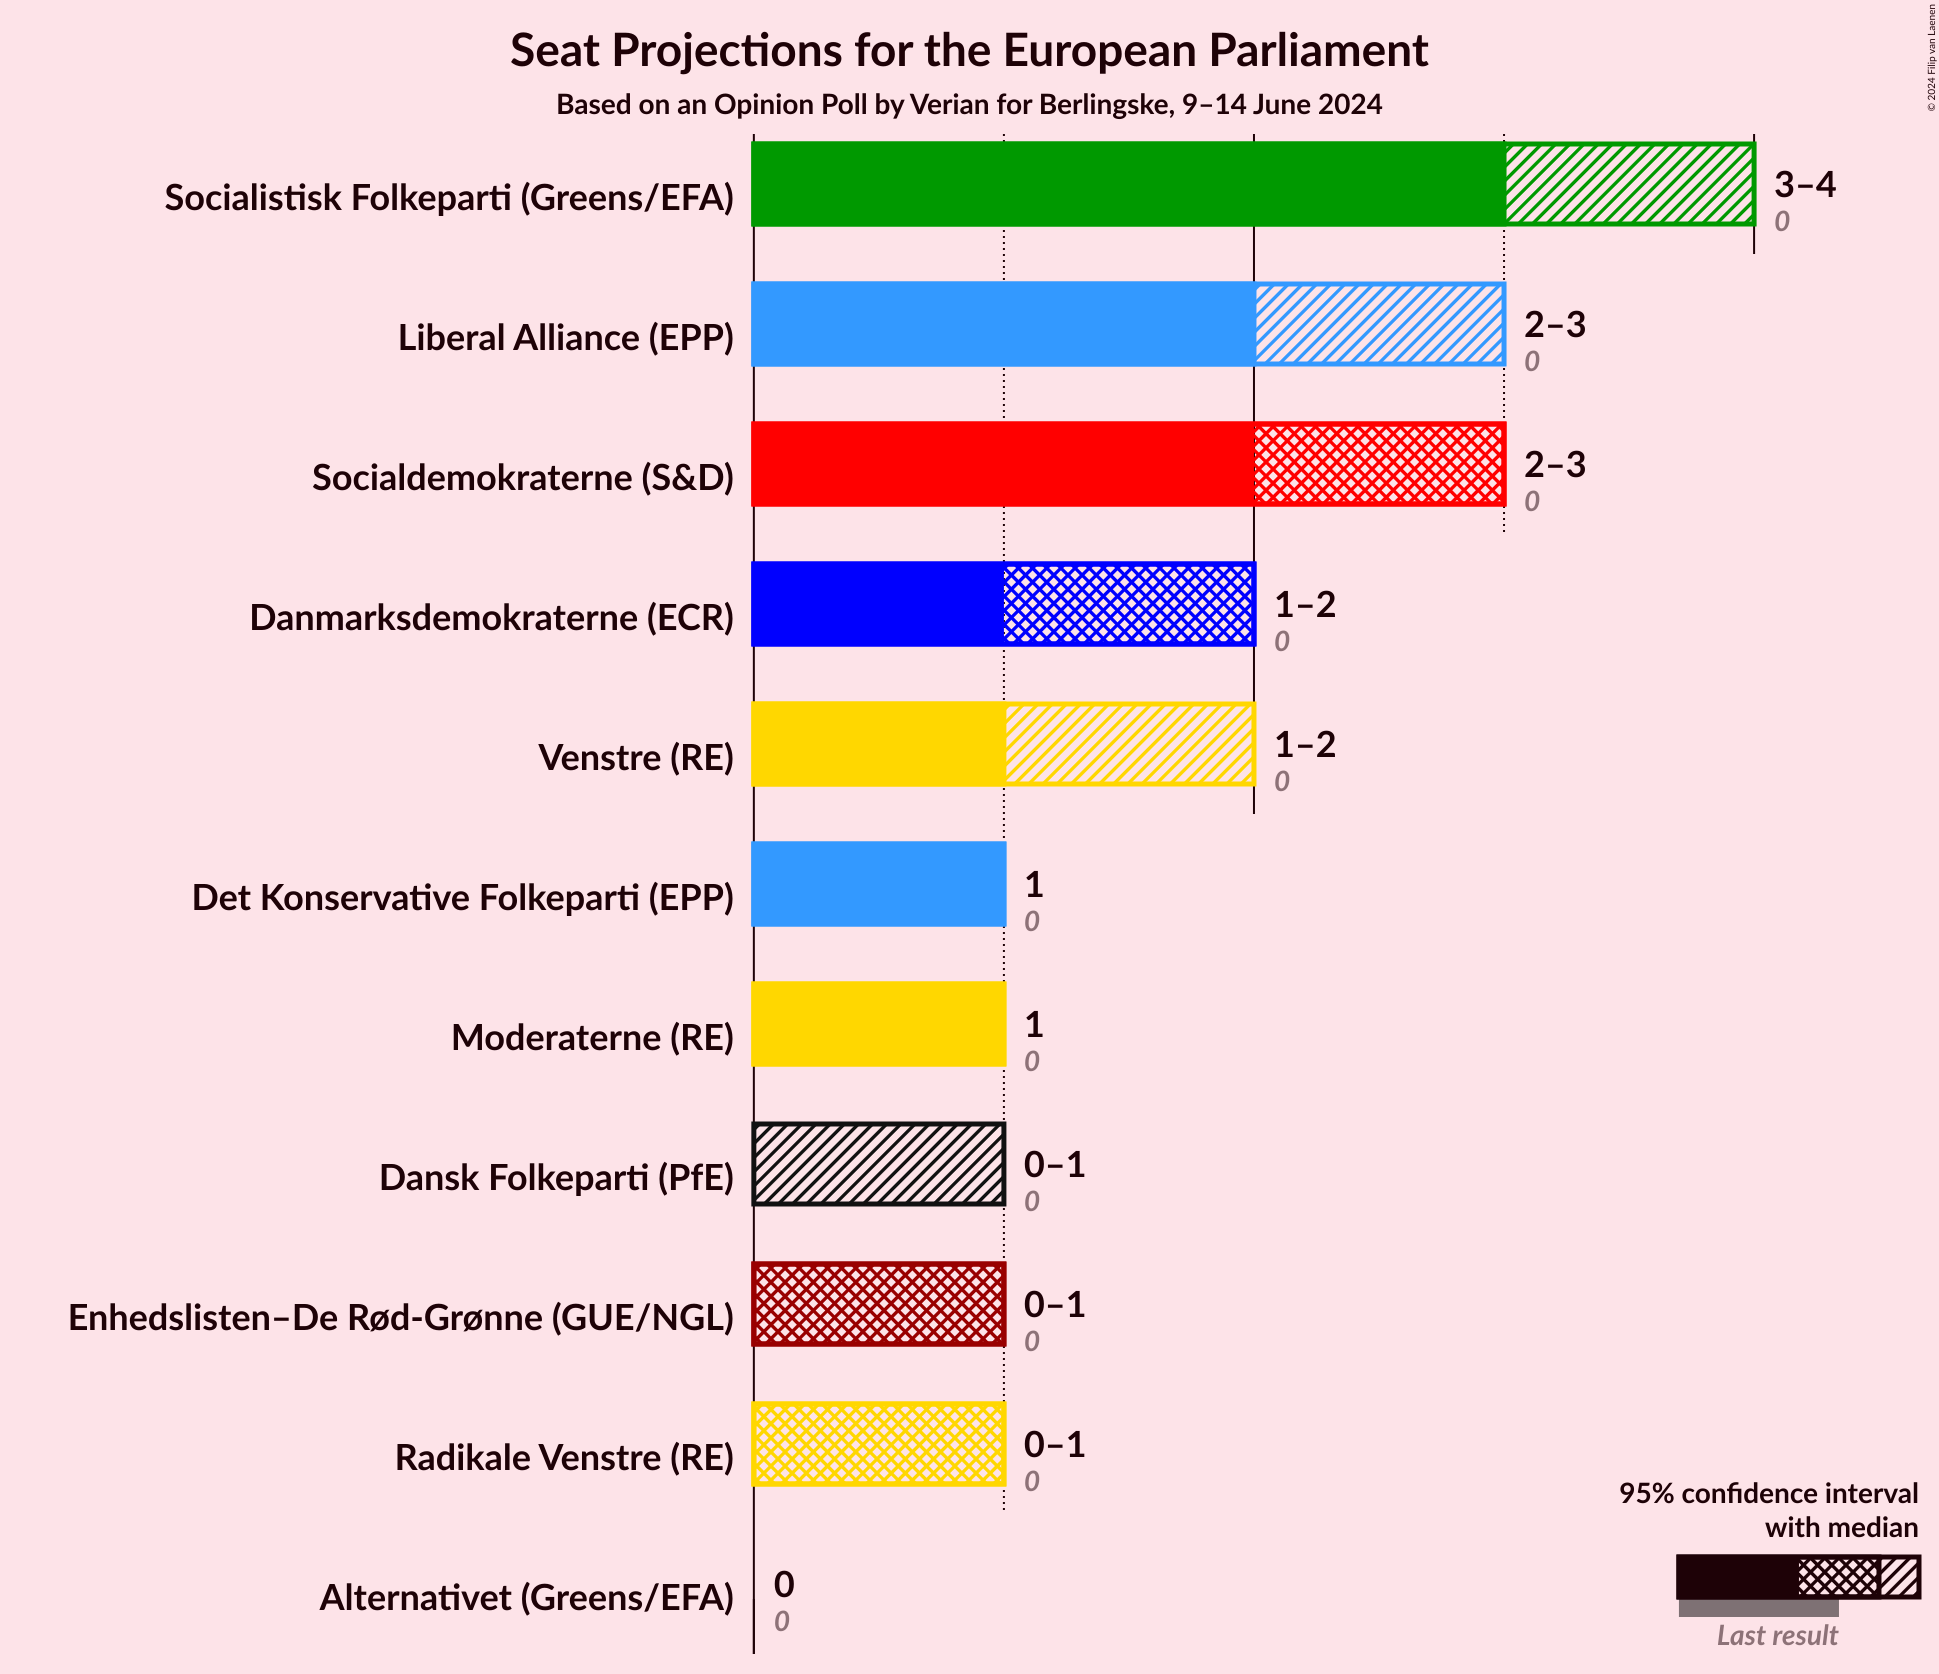 Seat Projections for the European Parliament
Based on an Opinion Poll by Verian for Berlingske, 9–14 June 2024
© 2024 Filip van Laenen
Socialistisk Folkeparti (Greens/EFA)
3–4
0
Liberal Alliance (EPP)
2–3
0
Socialdemokraterne (S&D)
2–3
0
Danmarksdemokraterne (ECR)
1–2
0
Venstre (RE)
1–2
0
Det Konservative Folkeparti (EPP)
1
0
Moderaterne (RE)
1
0
Dansk Folkeparti (PfE)
0–1
0
Enhedslisten–De Rød-Grønne (GUE/NGL)
0–1
0
Radikale Venstre (RE)
0–1
0
Alternativet (Greens/EFA)
0
0
95% confidence interval
with median
Last result